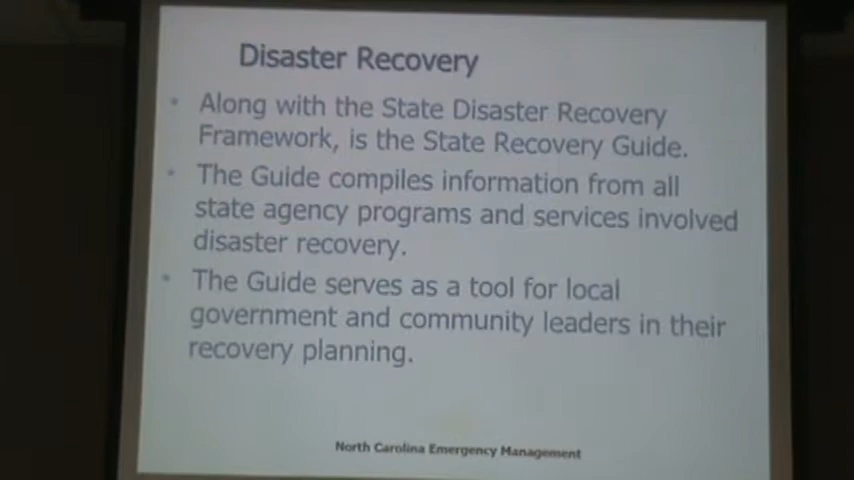 Disaster Recovery
• Along with the State Disaster Recovery
Framework, is the State Recovery Guide.
• The Guide compiles information from all
state agency programs and services involved
disaster recovery.
• The Guide serves as a tool for local
government and community leaders in their
recovery planning.
North Carolina Emergency Management